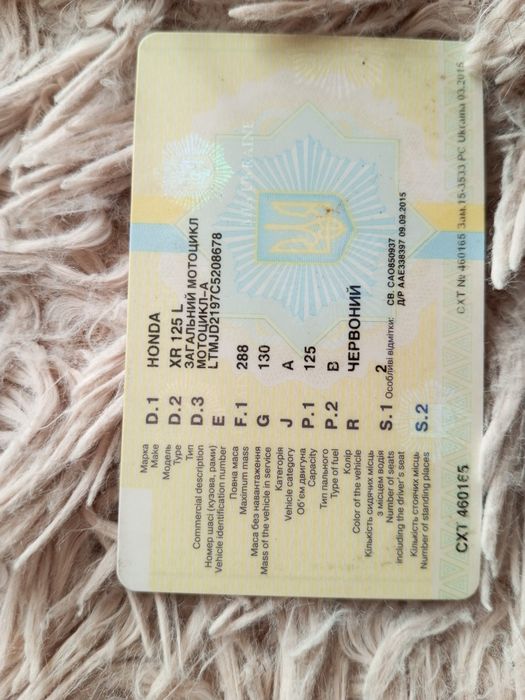 Марка D.1 HONDA
Make
Модель D.2 XR 125 L
Type
Тип D.3 ЗАГАЛЬНИЙ МОТОЦИКЛ
Commercial description МОТОЦИКЛ-А
Номер шасі (кузова, рами) E LTMJD2197C5208678
Vehicle identification number
Повна маса F.1 288
Maximum mass
Маса без навантаження G 130
Mass of the vehicle in service
Категорія J A
Vehicle category
Об'єм двигуна P.1 125
Capacity
Тип пального P.2 B
Type of fuel
Колір R ЧЕРВОНИЙ
Color of the vehicle
Кількість сидячих місць
з місцем водія S.1 2
Number of seats Особливі відмітки: СВ. САО850937
including the driver's seat Д/Р ААЕ338397 09.09.2015
Кількість стоячих місць S.2
Number of standing places
СХТ 460165
СХТ № 460165 Зам.15-3533 РС Ukraina 03.2015
UKRAINE